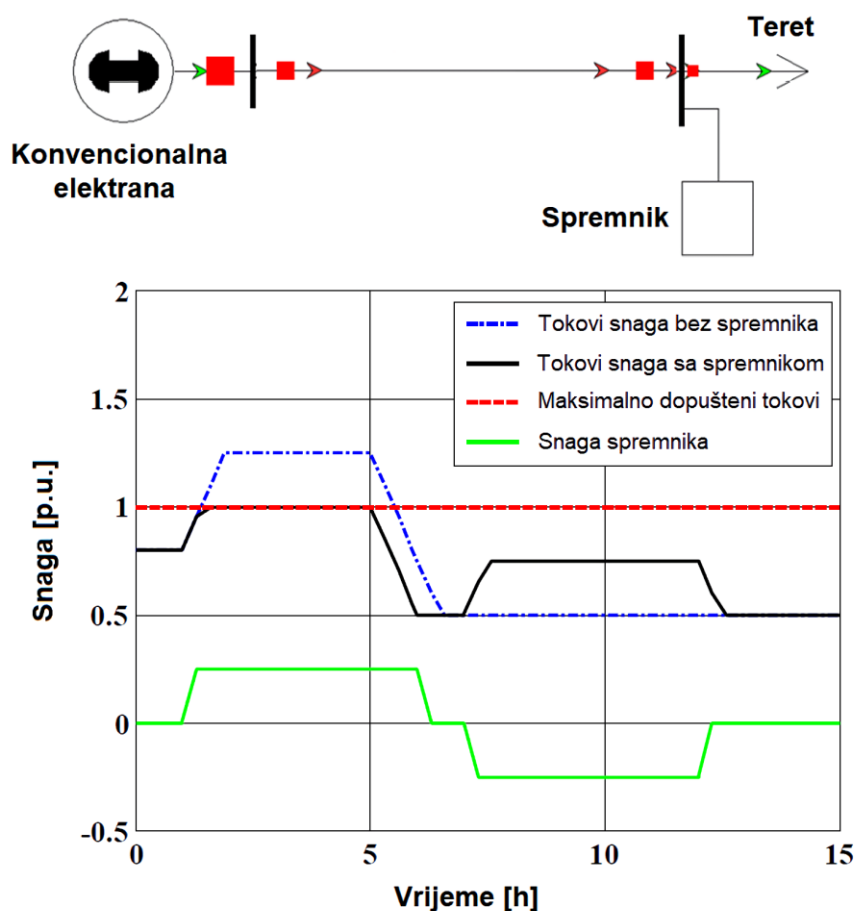 Teret
Konvencionalna
elektrana
Spremnik
2
1.5
1
0.5
0
-0.5
Snaga [p.u.]
Tokovi snaga bez spremnika
Tokovi snaga sa spremnikom
Maksimalno dopušteni tokovi
Snaga spremnika
0
5
10
15
Vrijeme [h]